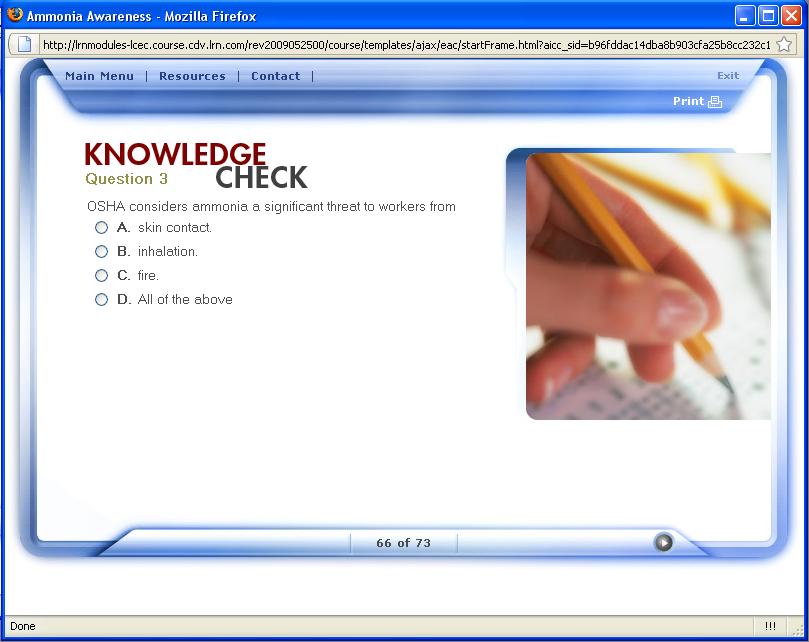 Ammonia Awareness - Mozilla Firefox
http://lrnmodules-lcec.course.cdv.lrn.com/rev2009052500/course/templates/ajax/eac/startFrame.html?aicc_sid=b96fddac14dba8b903cfa25b8cc232c1
Main Menu | Resources | Contact |
Exit
Print
KNOWLEDGE
CHECK
Question 3
OSHA considers ammonia a significant threat to workers from
A. skin contact.
B. inhalation.
C. fire.
D. All of the above
66 of 73
Done
!!!